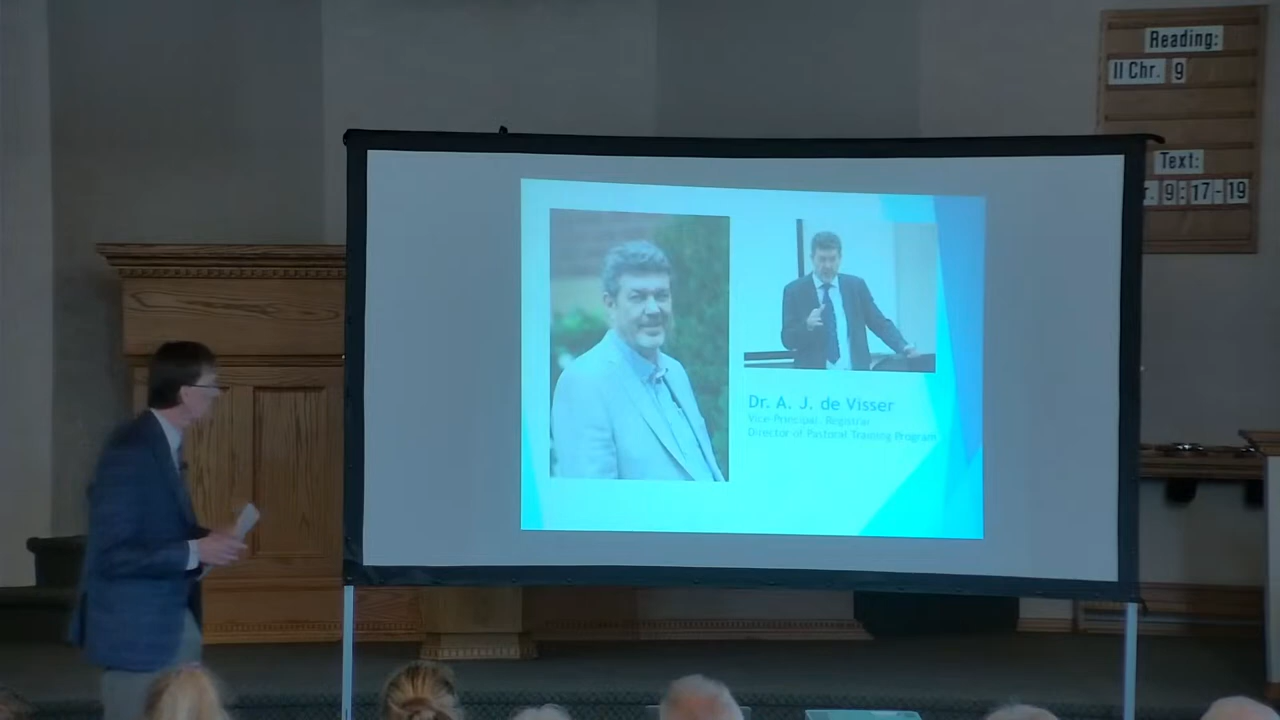 Reading:
II Chr. 9
Text:
r. 9:17-19
Dr. A. J. de Visser
Vice-Principal, Registrar
Director of Pastoral Training Program